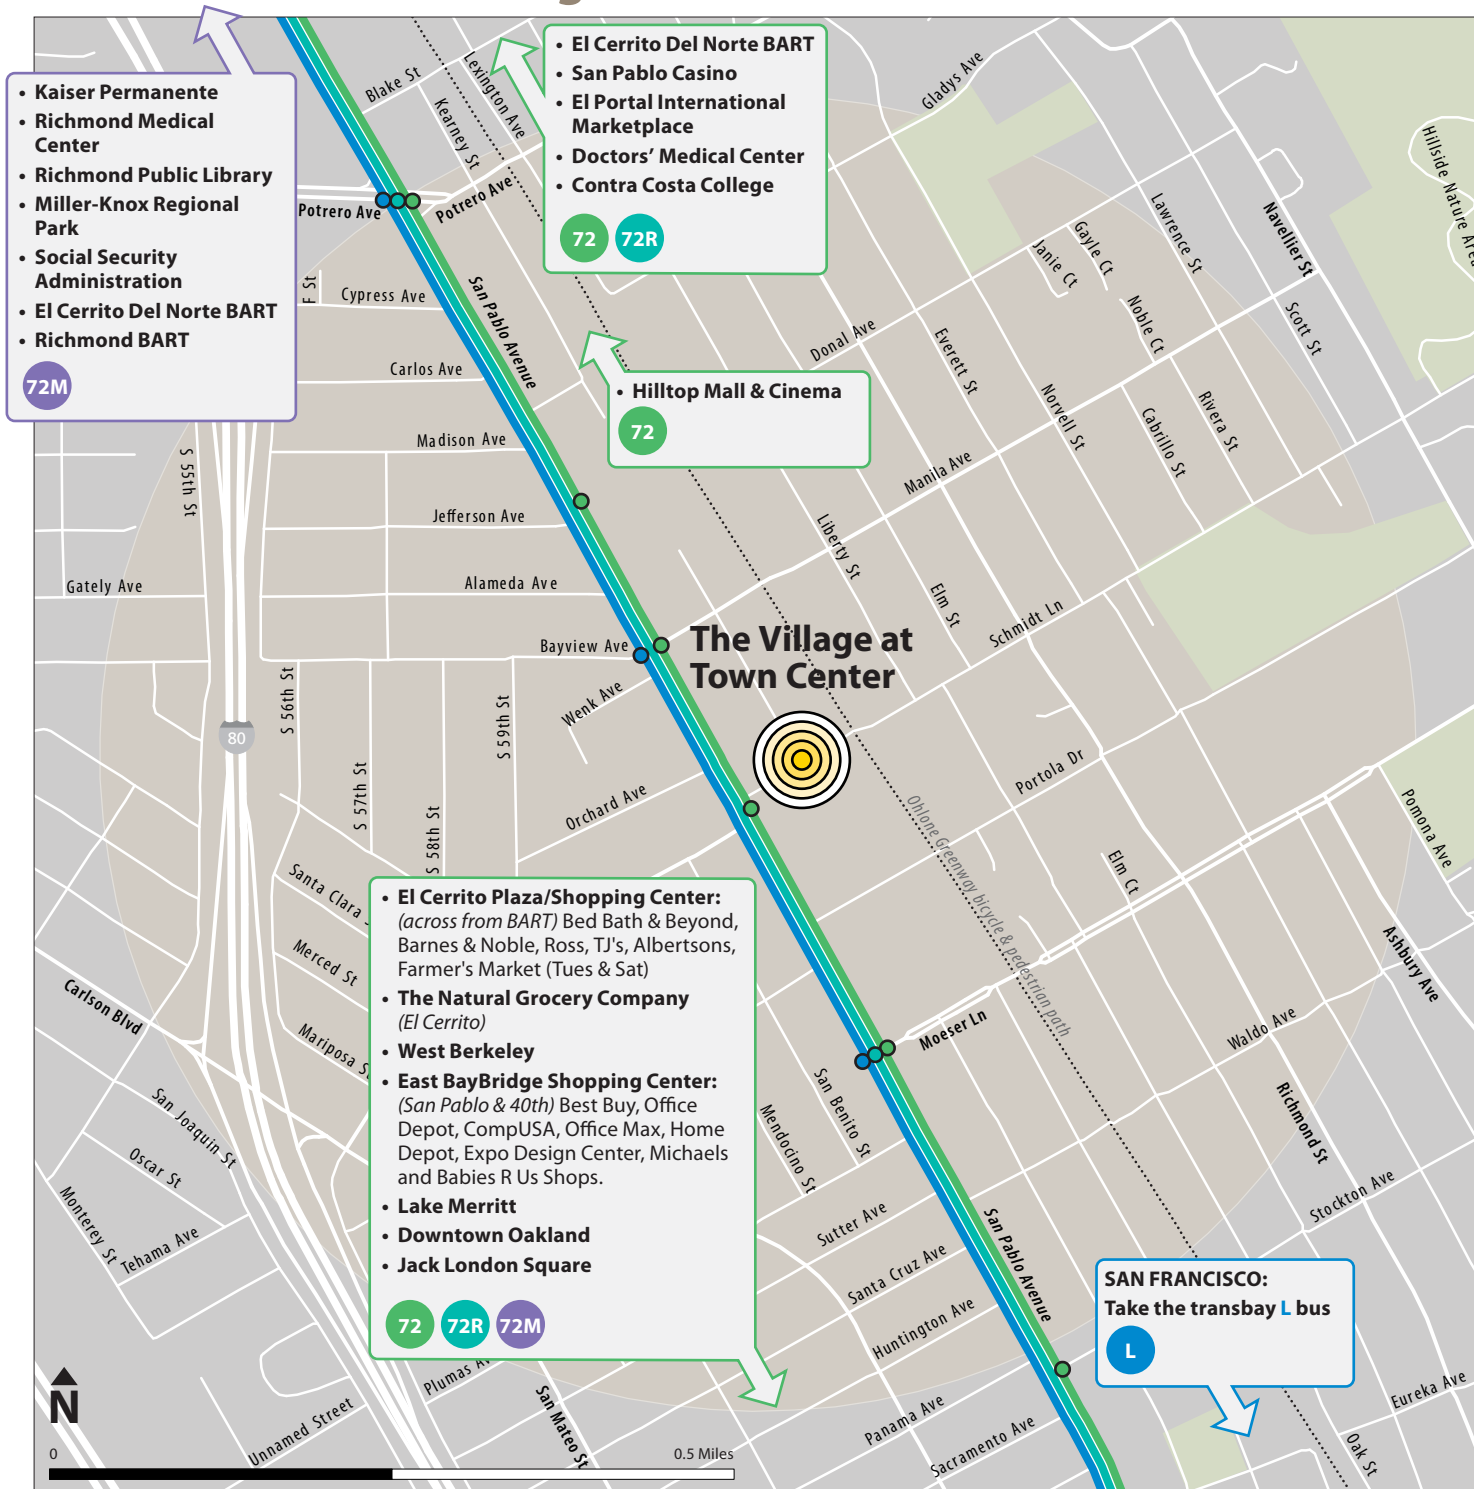 • Kaiser Permanente
• Richmond Medical
Center
• Richmond Public Library
• Miller-Knox Regional
Park
• Social Security
Administration
• El Cerrito Del Norte BART
• Richmond BART
72M
• El Cerrito Del Norte BART
• San Pablo Casino
• El Portal International
Marketplace
• Doctors’ Medical Center
• Contra Costa College
72 72R
• Hilltop Mall & Cinema
72
Blake St
Lexington Ave
Kearney St
Potrero Ave
Potrero Ave
Gladys Ave
Hillside Nature Area
Navellier St
Lawrence St
Gayle Ct
Janie Ct
Noble Ct
Scott St
F St
Cypress Ave
San Pablo Avenue
Donal Ave
Everett St
Carlos Ave
Norvell St
Rivera St
Cabrillo St
Madison Ave
S 55th St
Manila Ave
Jefferson Ave
Liberty St
Gately Ave
Alameda Ave
Elm St
Schmidt Ln
Bayview Ave
The Village at
Town Center
S 56th St
S 59th St
Wenk Ave
80
S 57th St
Orchard Ave
Portola Dr
Pomona Ave
S 58th St
Ohlone Greenway bicycle & pedestrian path
Elm Ct
Santa Clara
Merced St
Mariposa St
Carlson Blvd
Ashbury Ave
Moeser Ln
Waldo Ave
• El Cerrito Plaza/Shopping Center:
(across from BART) Bed Bath & Beyond,
Barnes & Noble, Ross, TJ's, Albertsons,
Farmer's Market (Tues & Sat)
• The Natural Grocery Company
(El Cerrito)
• West Berkeley
• East BayBridge Shopping Center:
(San Pablo & 40th) Best Buy, Office
Depot, CompUSA, Office Max, Home
Depot, Expo Design Center, Michaels
and Babies R Us Shops.
• Lake Merritt
• Downtown Oakland
• Jack London Square
72 72R 72M
San Joaquin St
Oscar St
Monterey St
Tehama Ave
San Benito St
Mendocino St
Richmond St
Stockton Ave
Sutter Ave
Santa Cruz Ave
San Pablo Avenue
Huntington Ave
SAN FRANCISCO:
Take the transbay L bus
L
Plumas Av
San Mateo St
Unnamed Street
Panama Ave
Sacramento Ave
Eureka Ave
Oak St
N
0 0.5 Miles